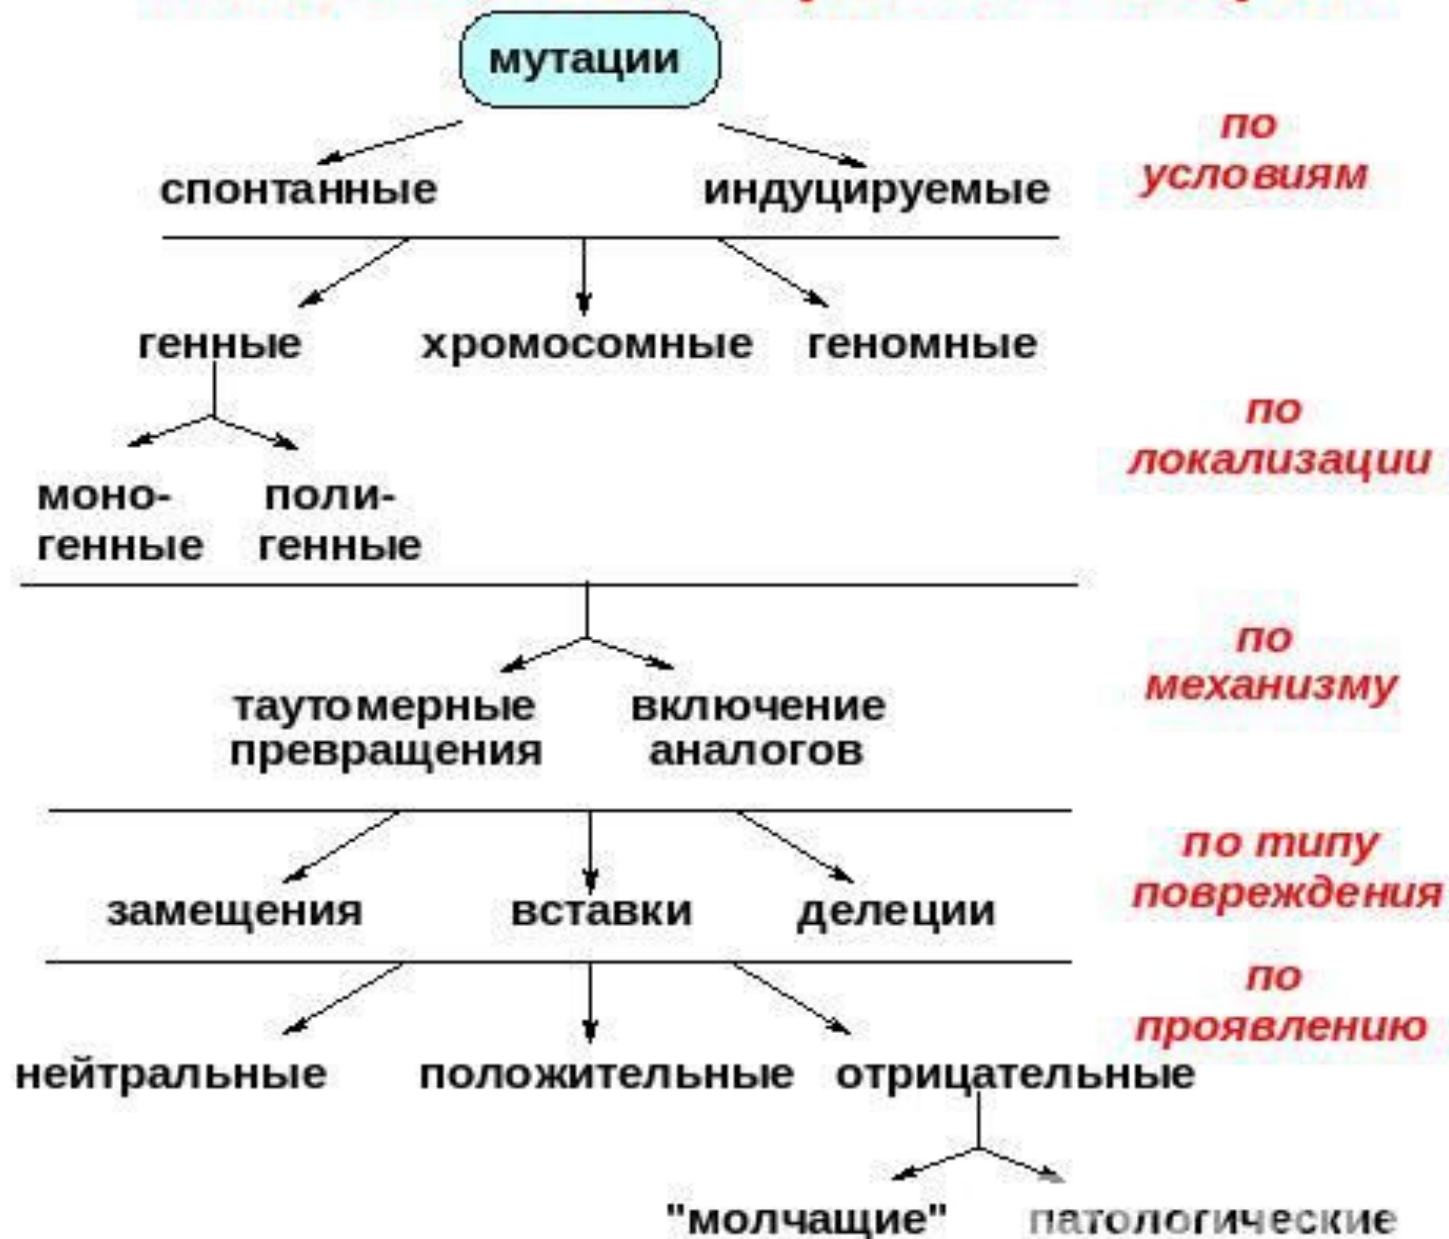 мутации
по
условиям
спонтанные индуцируемые
генные хромосомные геномные
по
локализации
моно- поли-
генные генные
по
механизму
таутомерные включение
превращения аналогов
по типу
повреждения
замещения вставки делеции
по
проявлению
нейтральные положительные отрицательные
"молчащие" патологические